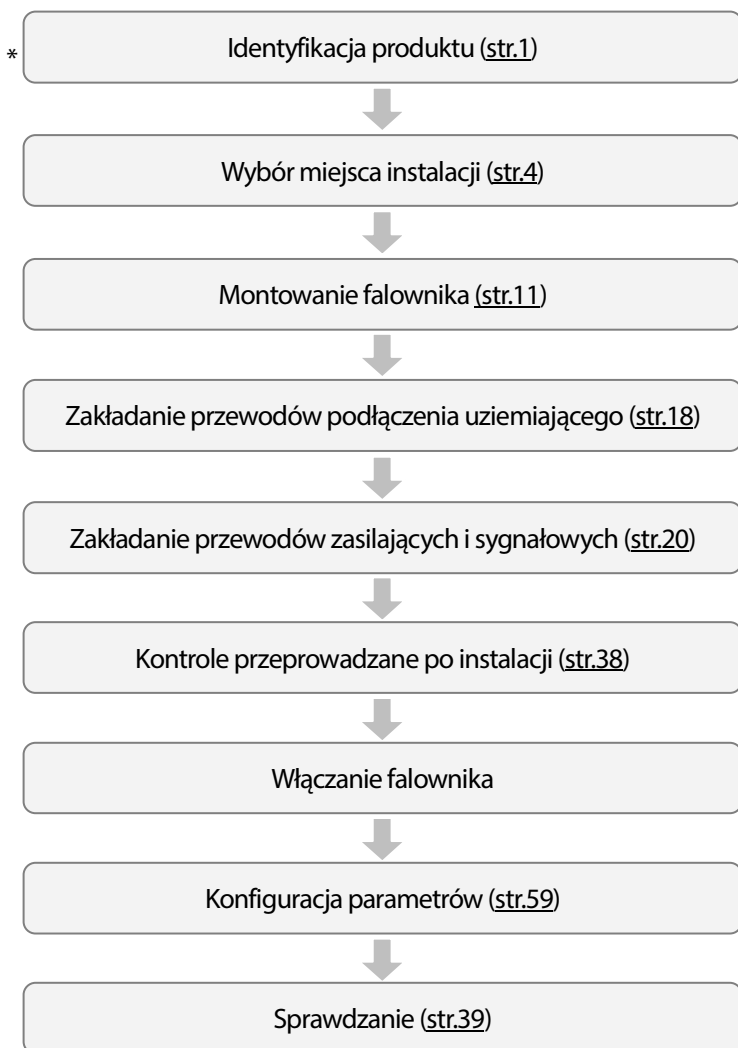 Identyfikacja produktu (str.1)
*
Wybór miejsca instalacji (str.4)
Montowanie falownika (str.11)
Zakładanie przewodów podłączenia uziemiającego (str.18)
Zakładanie przewodów zasilających i sygnałowych (str.20)
Kontrole przeprowadzane po instalacji (str.38)
Włączanie falownika
Konfiguracja parametrów (str.59)
Sprawdzanie (str.39)